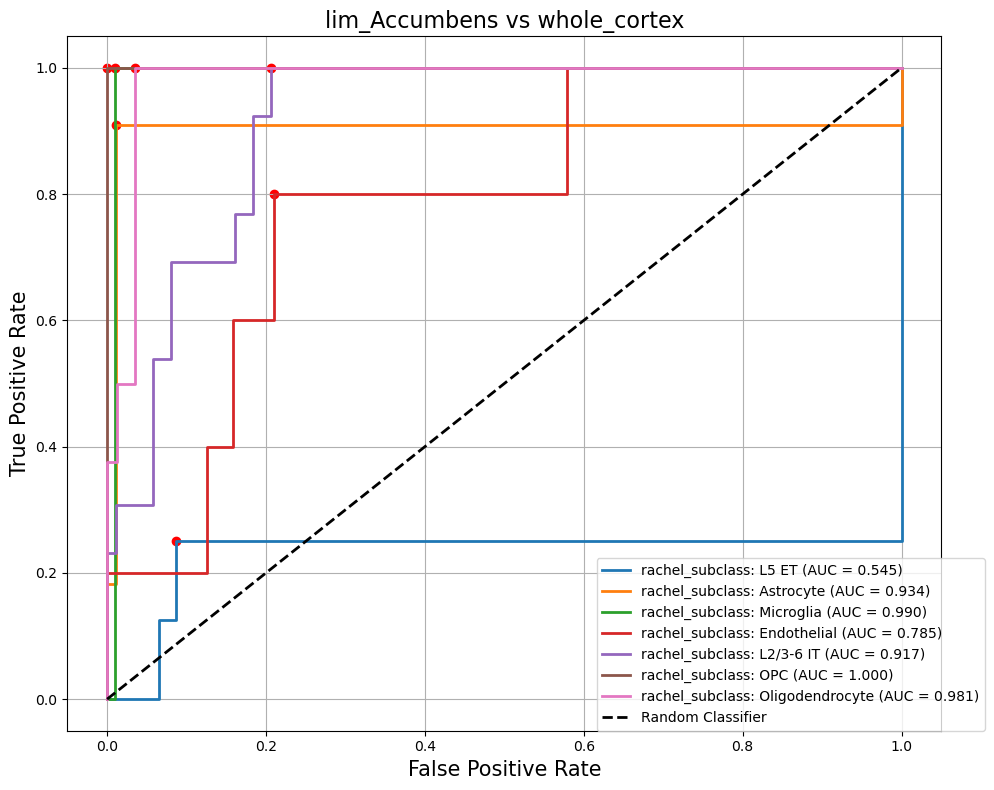 lim_Accumbens vs whole_cortex
True Positive Rate
1.0
0.8
0.6
0.4
0.2
0.0
rachel_subclass: L5 ET (AUC = 0.545)
rachel_subclass: Astrocyte (AUC = 0.934)
rachel_subclass: Microglia (AUC = 0.990)
rachel_subclass: Endothelial (AUC = 0.785)
rachel_subclass: L2/3-6 IT (AUC = 0.917)
rachel_subclass: OPC (AUC = 1.000)
rachel_subclass: Oligodendrocyte (AUC = 0.981)
Random Classifier
0.0 0.2 0.4 0.6 0.8 1.0
False Positive Rate